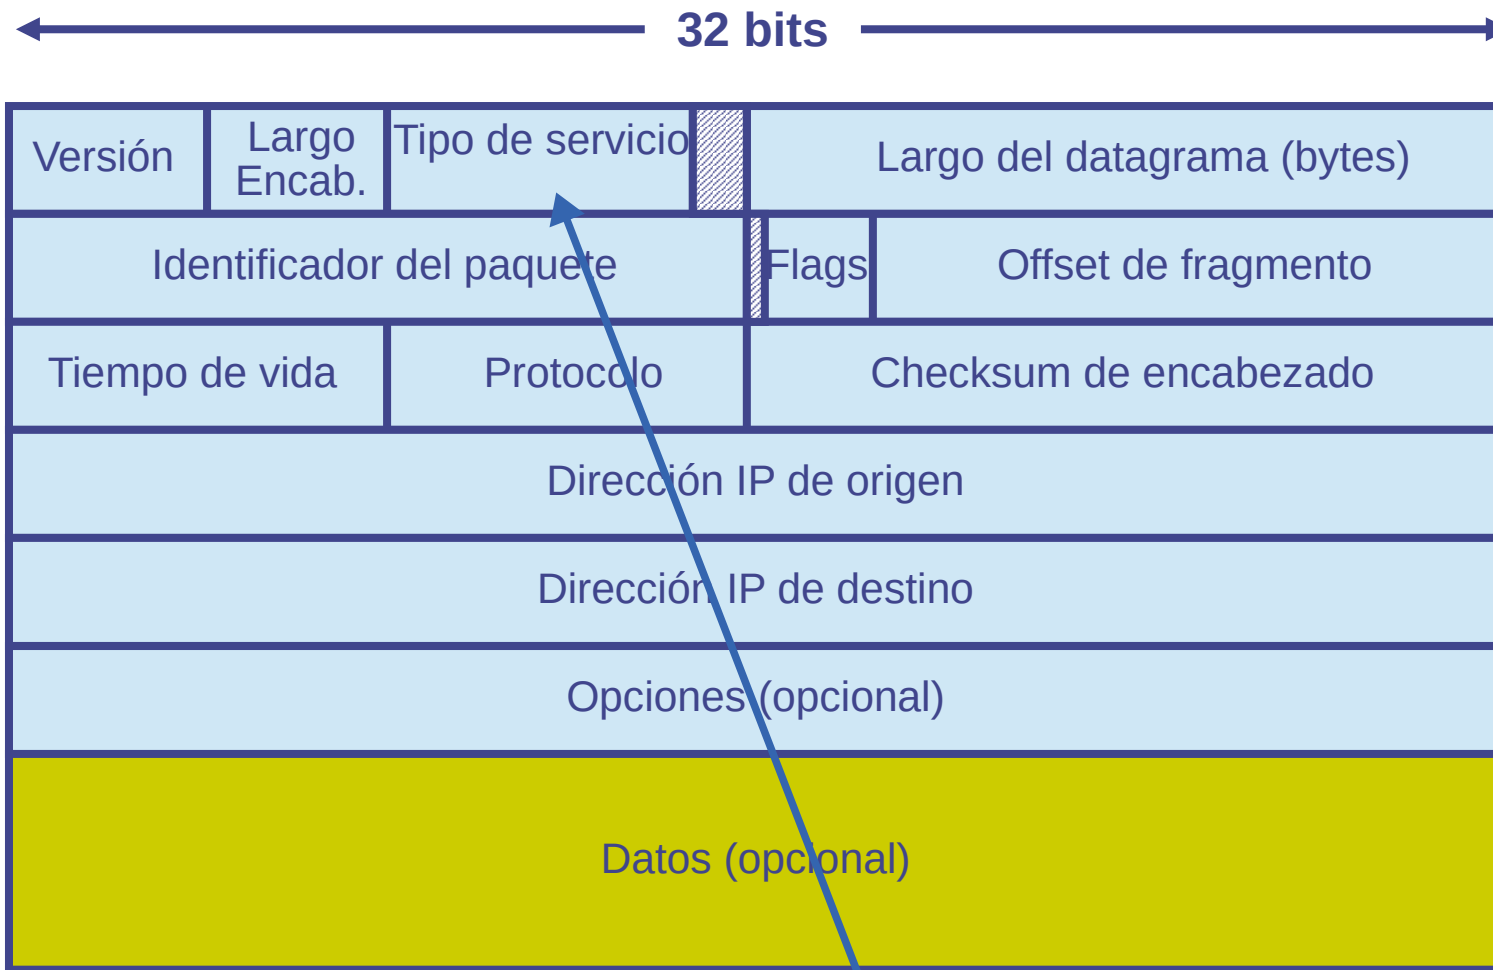 32 bits
Versión
Largo
Encab.
Tipo de servicio
Largo del datagrama (bytes)
Identificador del paquete
Flags
Offset de fragmento
Tiempo de vida
Protocolo
Checksum de encabezado
Dirección IP de origen
Dirección IP de destino
Opciones (opcional)
Datos (opcional)